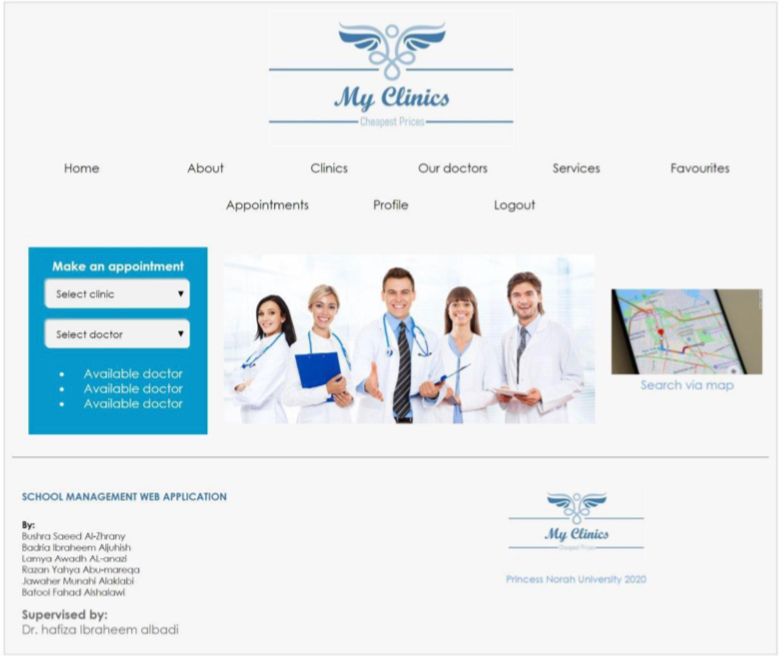 My Clinics
Cheapest Prices
Home About Clinics Our doctors Services Favourites
Appointments Profile Logout
Make an appointment
Select clinic
Select doctor
Available doctor
Available doctor
Available doctor
Search via map
SCHOOL MANAGEMENT WEB APPLICATION
By:
Bushra Saeed Al-Zhrany
Badria Ibraheem Aljuhish
Lamya Awadh AL-anazi
Razan Yahya Abu-mareqa
Jawaher Munahi Alaklabi
Batool Fahad Alshalawi
Supervised by:
Dr. hafiza Ibraheem albadi
My Clinics
Cheapest Prices
Princess Norah University 2020